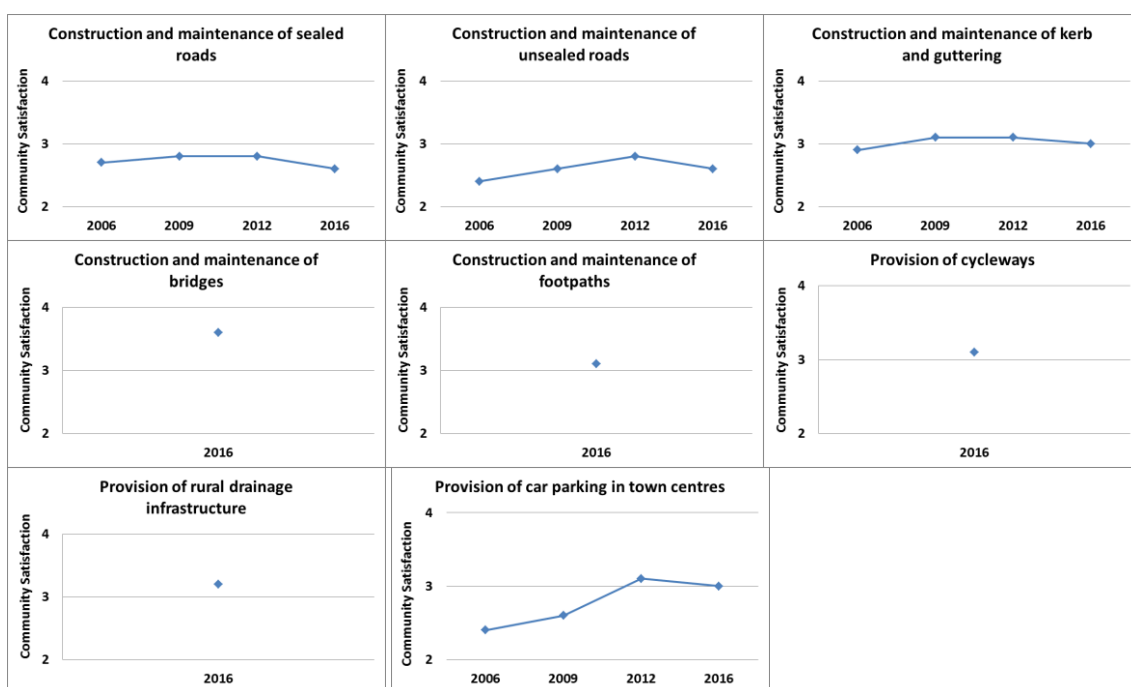 Construction and maintenance of sealed
roads
Community Satisfaction
4
3
2
2006 2009 2012 2016
Construction and maintenance of
unsealed roads
Community Satisfaction
4
3
2
2006 2009 2012 2016
Construction and maintenance of kerb
and guttering
Community Satisfaction
4
3
2
2006 2009 2012 2016
Construction and maintenance of
bridges
Community Satisfaction
4
3
2
2016
Construction and maintenance of
footpaths
Community Satisfaction
4
3
2
2016
Provision of cycleways
Community Satisfaction
4
3
2
2016
Provision of rural drainage
infrastructure
Community Satisfaction
4
3
2
2016
Provision of car parking in town centres
Community Satisfaction
4
3
2
2006 2009 2012 2016